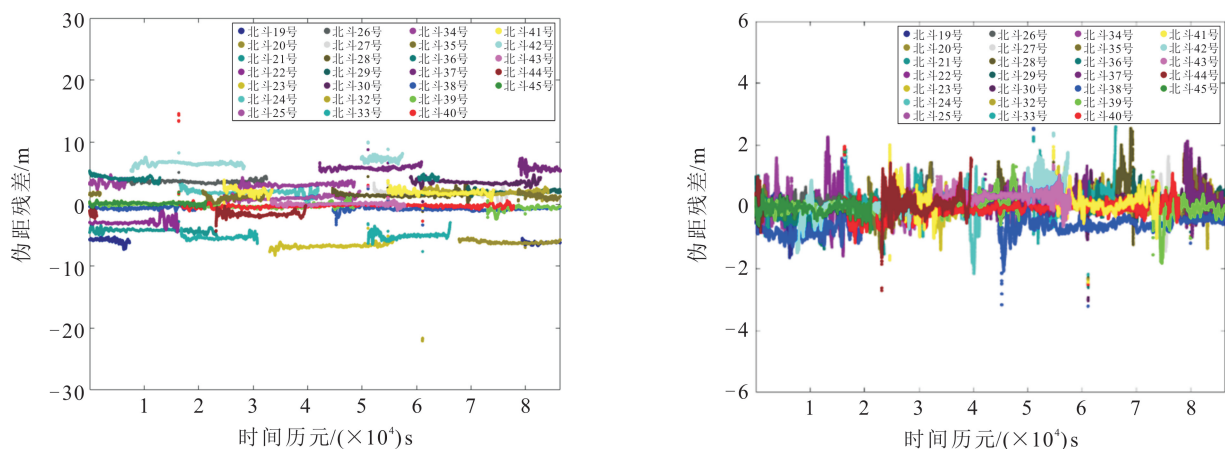 30
20
10
0
−10
−20
−30
伪距残差/m
北斗19号 北斗26号 北斗34号 北斗41号
北斗20号 北斗27号 北斗35号 北斗42号
北斗21号 北斗28号 北斗36号 北斗43号
北斗22号 北斗29号 北斗37号 北斗44号
北斗23号 北斗30号 北斗38号 北斗45号
北斗24号 北斗32号 北斗39号
北斗25号 北斗33号 北斗40号
1 2 3 4 5 6 7 8
时间历元/(×10⁴)s
6
4
2
0
−2
−4
−6
伪距残差/m
北斗19号 北斗26号 北斗34号 北斗41号
北斗20号 北斗27号 北斗35号 北斗42号
北斗21号 北斗28号 北斗36号 北斗43号
北斗22号 北斗29号 北斗37号 北斗44号
北斗23号 北斗30号 北斗38号 北斗45号
北斗24号 北斗32号 北斗39号
北斗25号 北斗33号 北斗40号
1 2 3 4 5 6 7 8
时间历元/(×10⁴)s